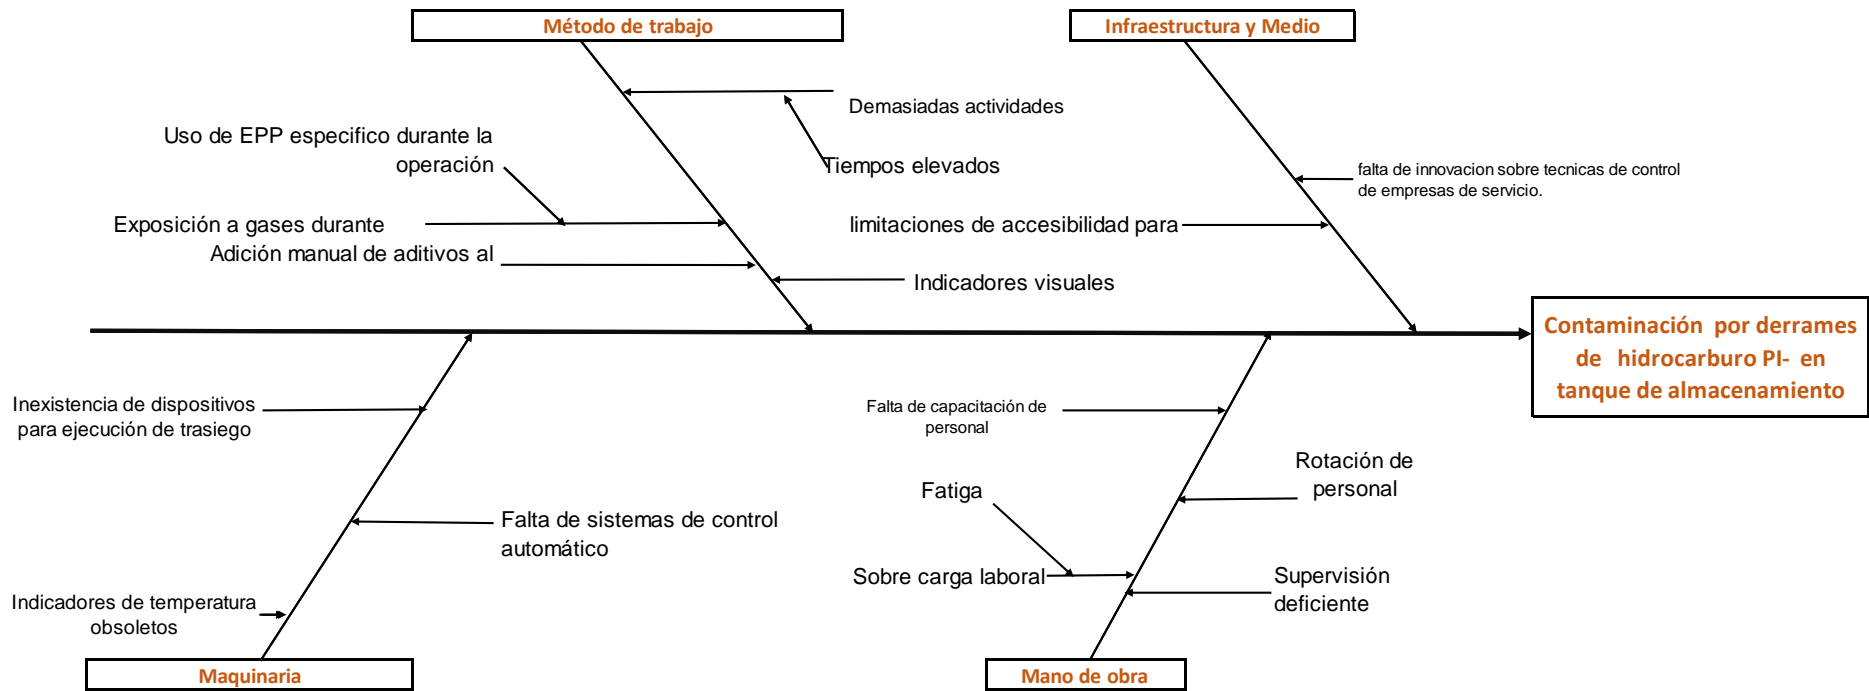 Método de trabajo
Infraestructura y Medio
Demasiadas actividades
Uso de EPP especifico durante la
operación
Tiempos elevados
falta de innovacion sobre tecnicas de control
de empresas de servicio.
Exposición a gases durante
limitaciones de accesibilidad para
Adición manual de aditivos al
Indicadores visuales
Contaminación por derrames
de hidrocarburo PI- en
tanque de almacenamiento
Inexistencia de dispositivos
para ejecución de trasiego
Falta de capacitación de
personal
Rotación de
personal
Fatiga
Falta de sistemas de control
automático
Sobre carga laboral
Supervisión
deficiente
Indicadores de temperatura
obsoletos
Maquinaria
Mano de obra